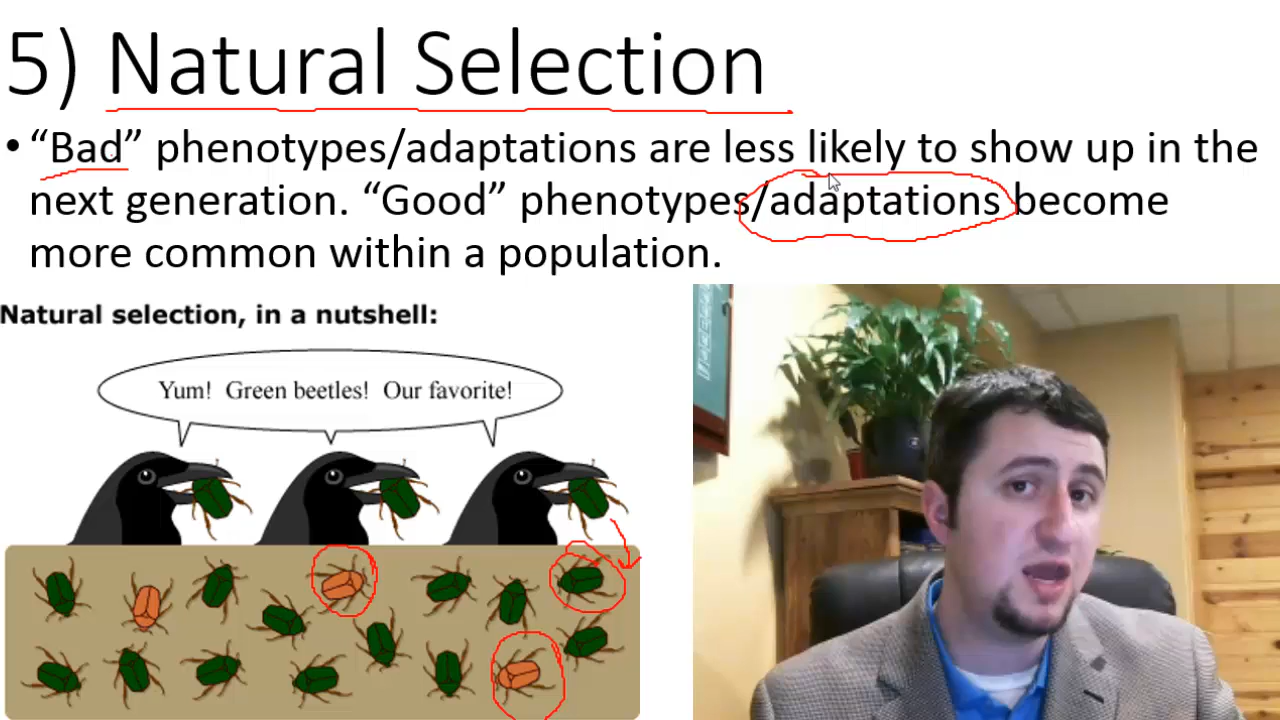 5) Natural Selection
• “Bad” phenotypes/adaptations are less likely to show up in the
next generation. “Good” phenotypes/adaptations become
more common within a population.
Natural selection, in a nutshell:
Yum! Green beetles! Our favorite!